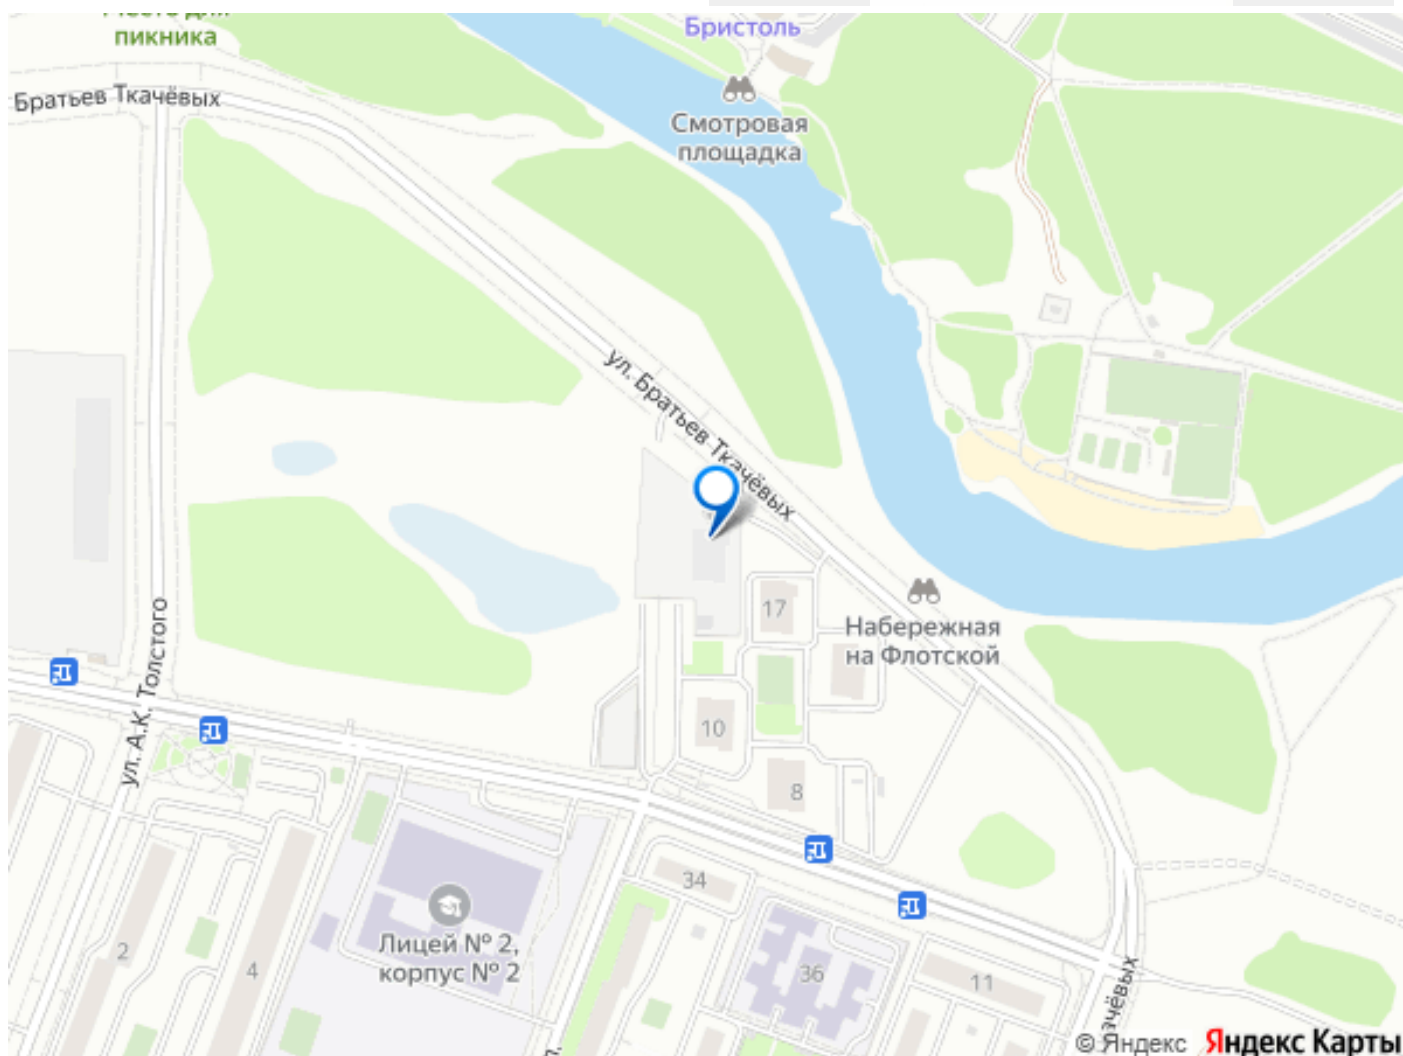 пикника
Бристоль
Братьев Ткачёвых
Смотровая
площадка
ул. Братьев Ткачёвых
ул. А.К. Толстого
17
Набережная
на Флотской
10
8
34
Лицей № 2,
корпус № 2
2
4
36
11
© Яндекс Яндекс Карты